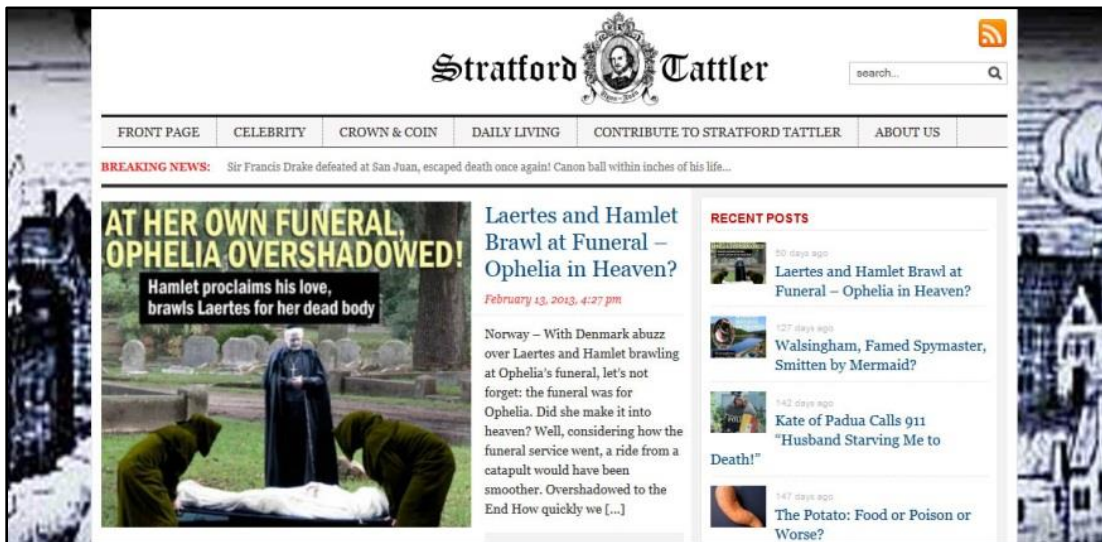 Stratford Tattler
search...
FRONT PAGE CELEBRITY CROWN & COIN DAILY LIVING CONTRIBUTE TO STRATFORD TATTLER ABOUT US
BREAKING NEWS: Sir Francis Drake defeated at San Juan, escaped death once again! Canon ball within inches of his life...
AT HER OWN FUNERAL,
OPHELIA OVERSHADOWED!
Hamlet proclaims his love,
brawls Laertes for her dead body
Laertes and Hamlet
Brawl at Funeral –
Ophelia in Heaven?
February 13, 2013, 4:27 pm
Norway – With Denmark abuzz
over Laertes and Hamlet brawling
at Ophelia's funeral, let's not
forget: the funeral was for
Ophelia. Did she make it into
heaven? Well, considering how the
funeral service went, a ride from a
catapult would have been
smoother. Overshadowed to the
End How quickly we [...]
RECENT POSTS
50 days ago
Laertes and Hamlet Brawl at
Funeral – Ophelia in Heaven?
127 days ago
Walsingham, Famed Spymaster,
Smitten by Mermaid?
142 days ago
Kate of Padua Calls 911
"Husband Starving Me to
Death!"
147 days ago
The Potato: Food or Poison or
Worse?